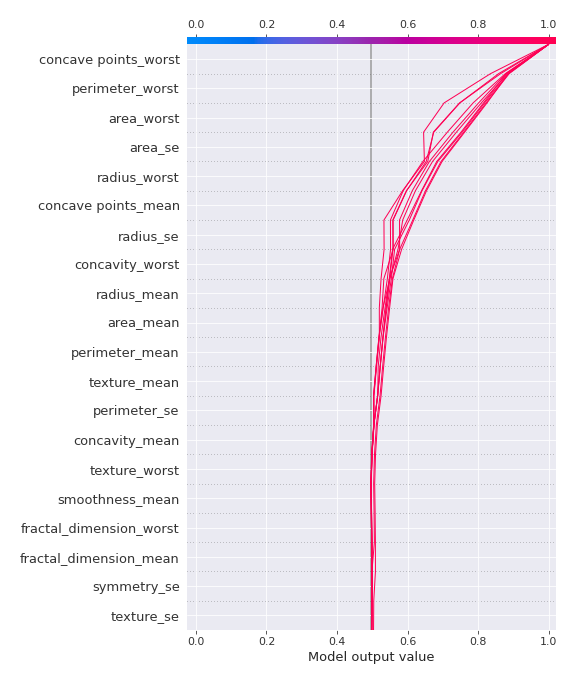 0.0 0.2 0.4 0.6 0.8 1.0
concave points_worst
perimeter_worst
area_worst
area_se
radius_worst
concave points_mean
radius_se
concavity_worst
radius_mean
area_mean
perimeter_mean
texture_mean
perimeter_se
concavity_mean
texture_worst
smoothness_mean
fractal_dimension_worst
fractal_dimension_mean
symmetry_se
texture_se
0.0 0.2 0.4 0.6 0.8 1.0
Model output value